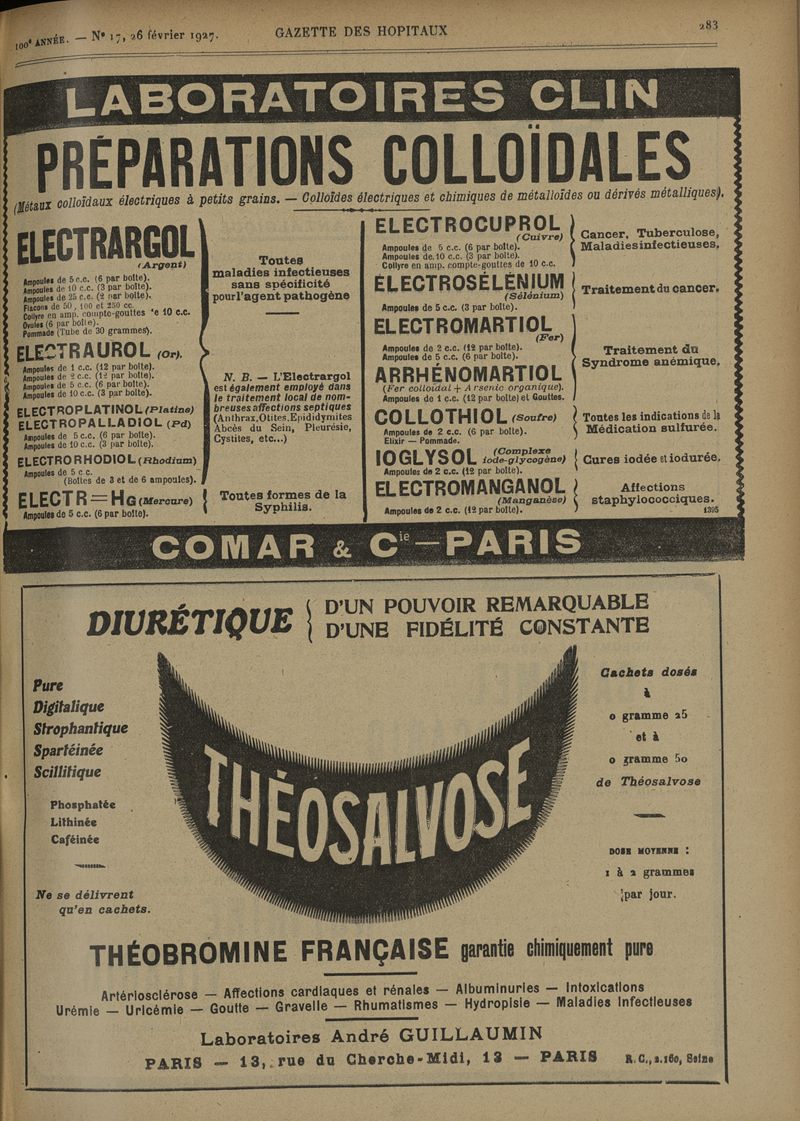 100e ANNÉE. — N° 17, 26 février 1927.
GAZETTE DES HOPITAUX
283
LABORATOIRES CLIN
PRÉPARATIONS COLLOÏDALES
(Métaux colloïdaux électriques à petits grains. — Colloïdes électriques et chimiques de métalloïdes ou dérivés métalliques).
ELECTRARGOL
(Argent)
Ampoules de 5 c.c. (6 par boîte).
Ampoules de 10 c.c. (3 par boîte).
Ampoules de 25 c.c. (2 par boîte).
Flacons de 50, 100 et 250 cc.
Collyre en amp. compte-gouttes de 10 c.c.
Ovules (6 par boîte).
Pommade (Tube de 30 grammes).
ELECTRAUROL (Or).
Ampoules de 1 c.c. (12 par boîte).
Ampoules de 2 c.c. (12 par boîte).
Ampoules de 5 c.c. (6 par boîte).
Ampoules de 10 c.c. (3 par boîte).
ELECTROPLATINOL (Platine)
ELECTROPALLADIOL (Pd)
Ampoules de 5 c.c. (6 par boîte).
Ampoules de 10 c.c. (3 par boîte).
ELECTRORHODIOL (Rhodium)
Ampoules de 5 c.c.
(Boîtes de 3 et de 6 ampoules).
Toutes
maladies infectieuses
sans spécificité
pour l'agent pathogène
N. B. — L'Electrargol
est également employé dans
le traitement local de nom-
breuses affections septiques
(Anthrax, Otites, Epididymites
Abcès du Sein, Pleurésie,
Cystites, etc...)
ELECTR=HG (Mercure)
Ampoules de 5 c.c. (6 par boîte).
Toutes formes de la
Syphilis.
ELECTROCUPROL
(Cuivre)
Ampoules de 5 c.c. (6 par boîte).
Ampoules de 10 c.c. (3 par boîte).
Collyre en amp. compte-gouttes de 10 c.c.
Cancer, Tuberculose,
Maladies infectieuses.
ÉLECTROSÉLÉNIUM
(Sélénium)
Ampoules de 5 c.c. (3 par boîte).
Traitement du cancer.
ELECTROMARTIOL
(Fer)
Ampoules de 2 c.c. (12 par boîte).
Ampoules de 5 c.c. (6 par boîte).
ARRHÉNOMARTIOL
(Fer colloïdal + Arsenic organique).
Ampoules de 1 c.c. (12 par boîte) et Gouttes.
Traitement du
Syndrome anémique.
COLLOTHIOL (Soufre)
Ampoules de 2 c.c. (6 par boîte).
Elixir — Pommade.
Toutes les indications de la
Médication sulfurée.
IOGLYSOL (Complexe
iode-glycogène)
Ampoules de 2 c.c. (12 par boîte).
Cures iodée et iodurée.
ELECTROMANGANOL
(Manganèse)
Ampoules de 2 c.c. (12 par boîte).
Affections
staphylococciques.
1395
COMAR & Cie — PARIS
DIURÉTIQUE
D'UN POUVOIR REMARQUABLE
D'UNE FIDÉLITÉ CONSTANTE
Pure
Digitalique
Strophantique
Spartéinée
Scillitique
Phosphatée
Lithinée
Caféinée
Ne se délivrent
qu'en cachets.
THÉOSALVOSE
Cachets dosés
à
0 gramme 25
et à
0 gramme 50
de Théosalvose
DOSE MOYENNE :
1 à 2 grammes
par jour.
THÉOBROMINE FRANÇAISE garantie chimiquement pure
Artériosclérose — Affections cardiaques et rénales — Albuminuries — Intoxications
Urémie — Uricémie — Goutte — Gravelle — Rhumatismes — Hydropisie — Maladies Infectieuses
Laboratoires André GUILLAUMIN
PARIS — 13, rue du Cherche-Midi, 13 — PARIS R. C., 2.160, Seine